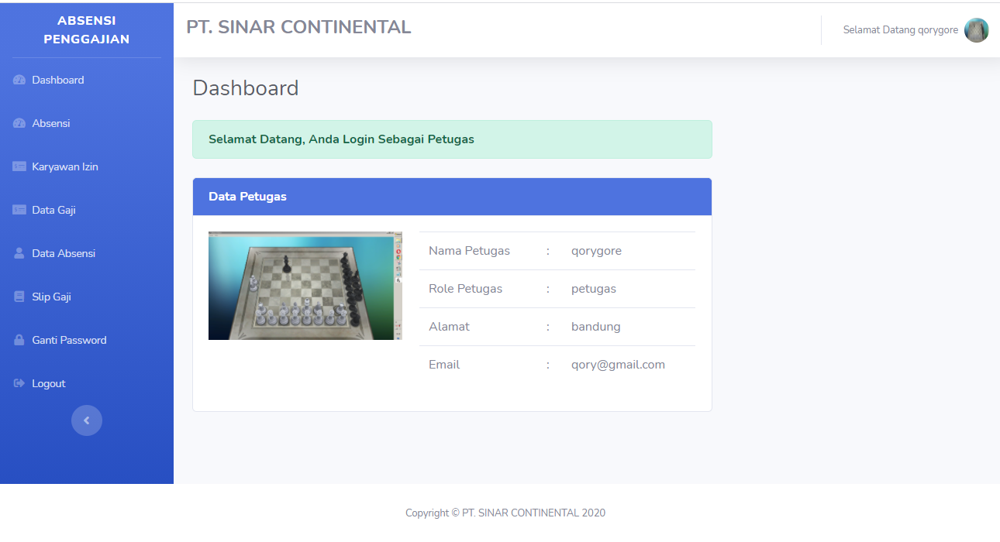 ABSENSI
PENGGAJIAN
PT. SINAR CONTINENTAL
Selamat Datang qorygore
Dashboard
Absensi
Karyawan Izin
Data Gaji
Data Absensi
Slip Gaji
Ganti Password
Logout
Dashboard
Selamat Datang, Anda Login Sebagai Petugas
Data Petugas
Nama Petugas : qorygore
Role Petugas : petugas
Alamat : bandung
Email : qory@gmail.com
Copyright © PT. SINAR CONTINENTAL 2020